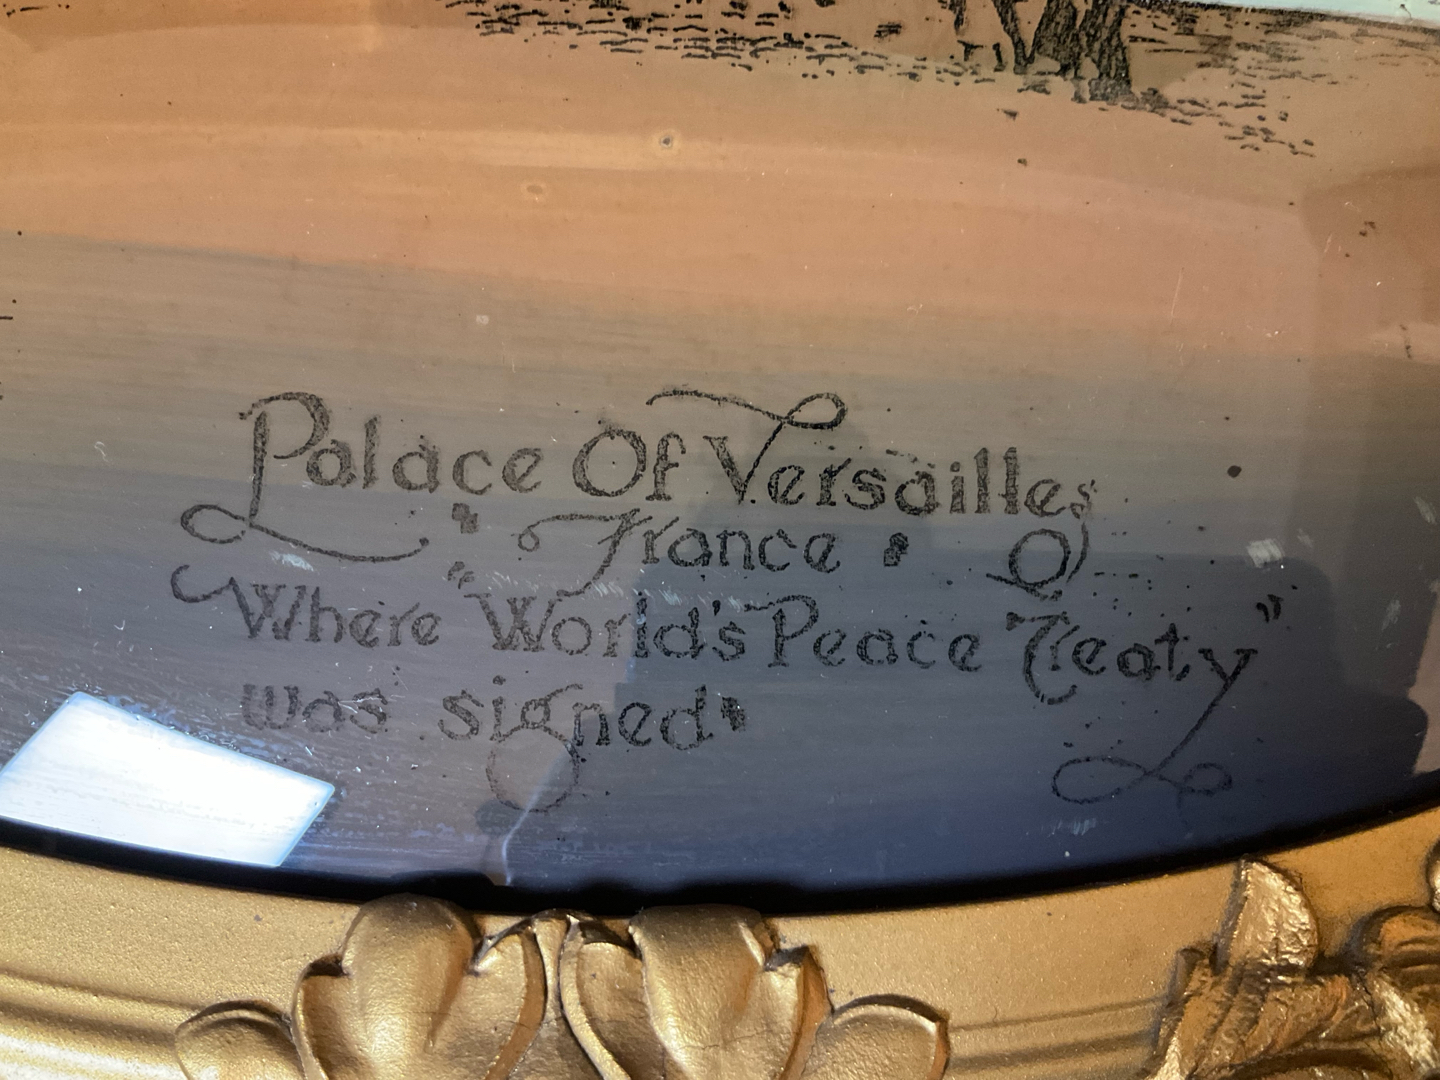 Palace Of Versailles
France
Where "World's Peace Treaty"
was signed